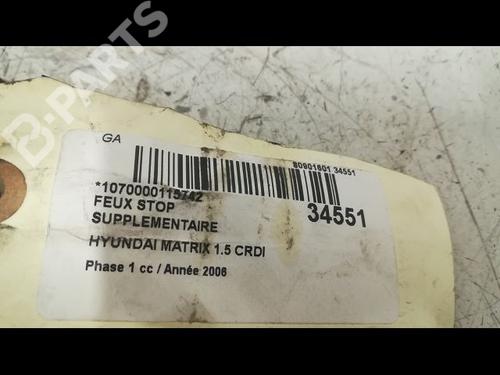 B-PARTS
GA
80901601 34551
*1070000115742
34551
FEUX STOP
SUPPLEMENTAIRE
HYUNDAI MATRIX 1.5 CRDI
Phase 1 cc / Année 2006